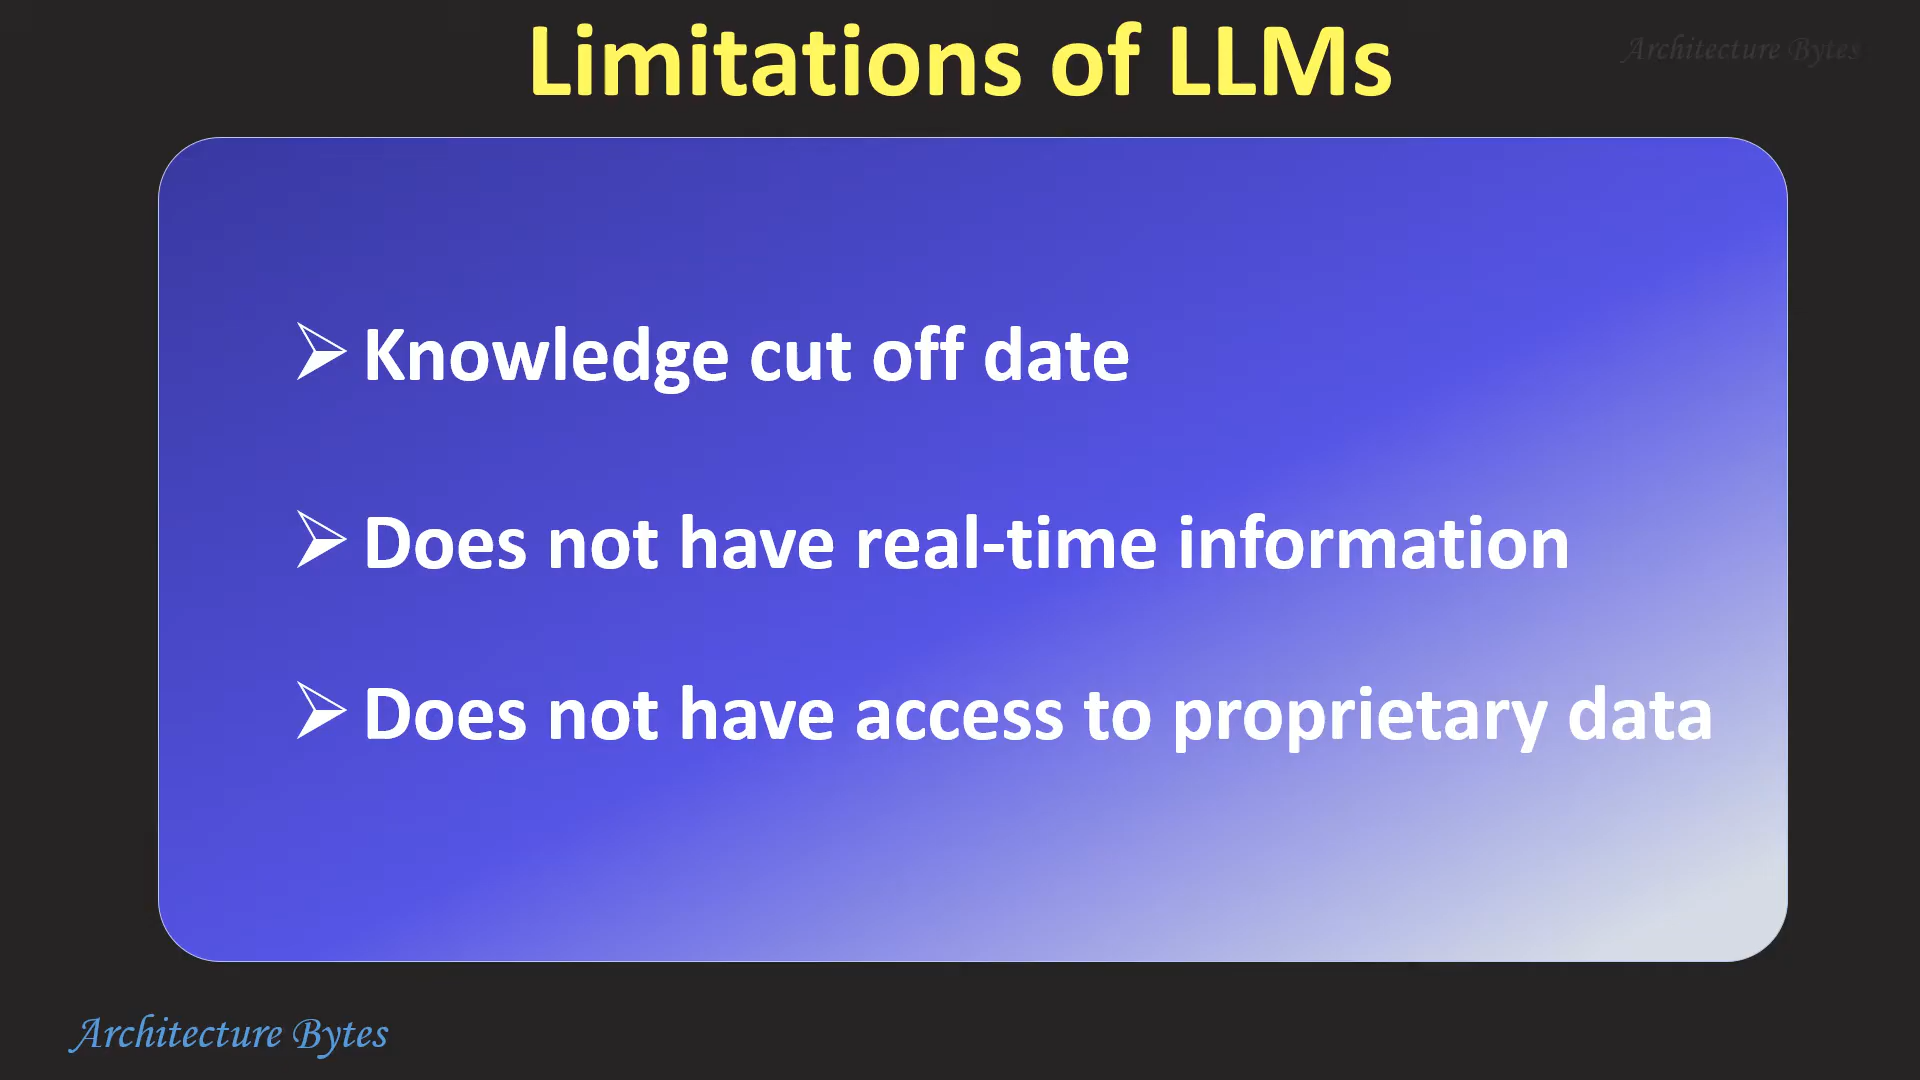 Limitations of LLMs
Architecture Bytes
➢ Knowledge cut off date
➢ Does not have real-time information
➢ Does not have access to proprietary data
Architecture Bytes